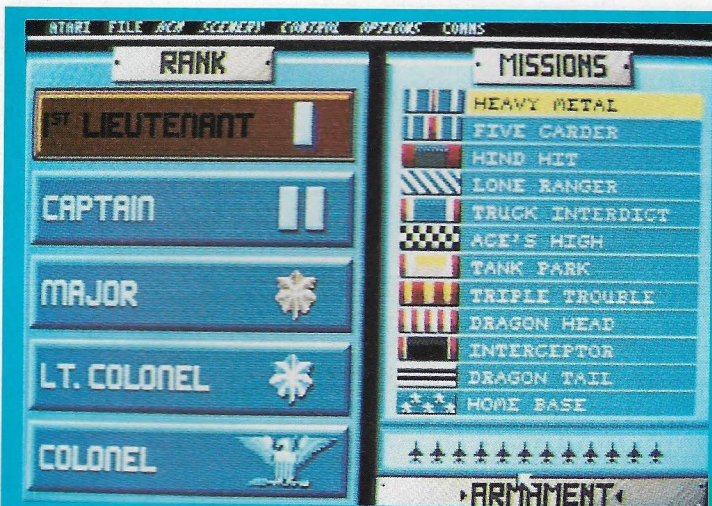 ATARI FILE ACM SCENERY CONTROL OPTIONS COMMS
RANK
1ST LIEUTENANT
CAPTAIN
MAJOR
LT. COLONEL
COLONEL
MISSIONS
HEAVY METAL
FIVE CARDER
HIND HIT
LONE RANGER
TRUCK INTERDICT
ACE'S HIGH
TANK PARK
TRIPLE TROUBLE
DRAGON HEAD
INTERCEPTOR
DRAGON TAIL
HOME BASE
ARMAMENT